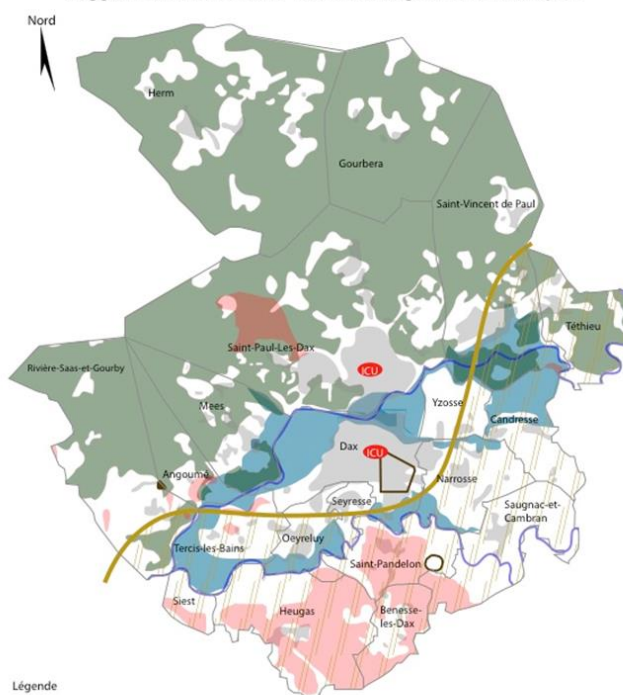 Nord
Herm
Gourbera
Saint-Vincent de Paul
Téthieu
Saint-Paul-Les-Dax
Rivière-Saas-et-Gourby
ICU
Mees
Yzosse
Candresse
Dax
ICU
Angoumé
Narrosse
Seyresse
Saugnac-et-
Cambran
Oeyreluy
Tercis-les-Bains
Saint-Pandelon
Siest
Heugas
Benesse-
les-Dax
Légende